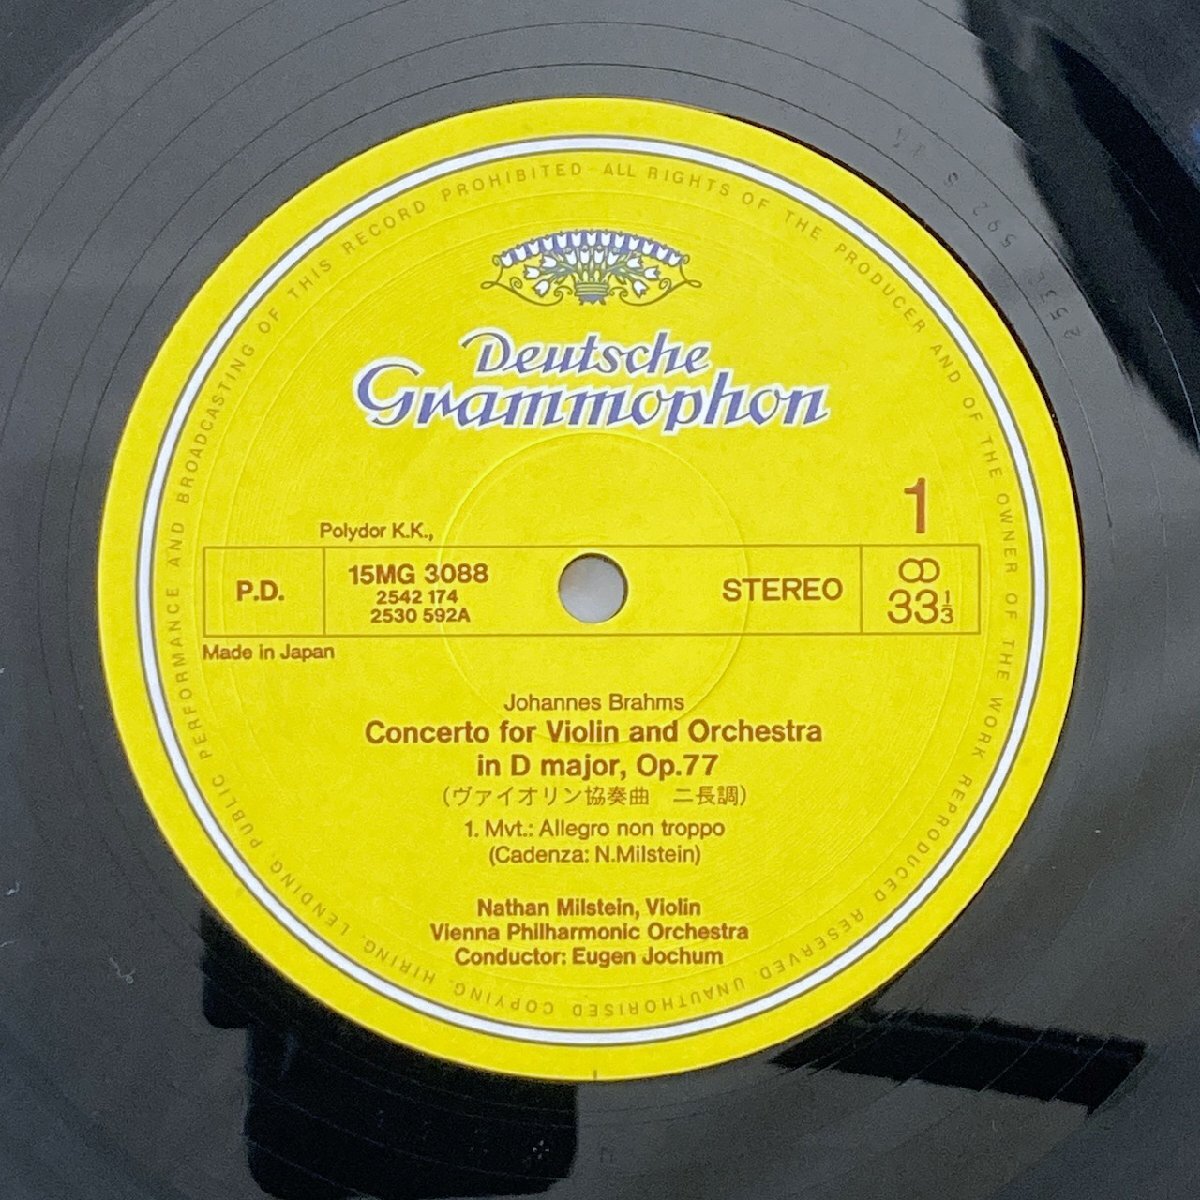 PUBLIC PERFORMANCE AND BROADCASTING OF THIS RECORD PROHIBITED - ALL RIGHTS OF THE PRODUCER AND OF THE OWNER OF THE WORK REPRODUCED RESERVED UNAUTHORISED COPYING, HIRING, LENDING,
Deutsche
Grammophon
1
Polydor K.K.,
P.D.
15MG 3088
2542 174
2530 592A
STEREO
33⅓
Made in Japan
Johannes Brahms
Concerto for Violin and Orchestra
in D major, Op.77
(ヴァイオリン協奏曲 ニ長調)
1. Mvt.: Allegro non troppo
(Cadenza: N.Milstein)
Nathan Milstein, Violin
Vienna Philharmonic Orchestra
Conductor: Eugen Jochum